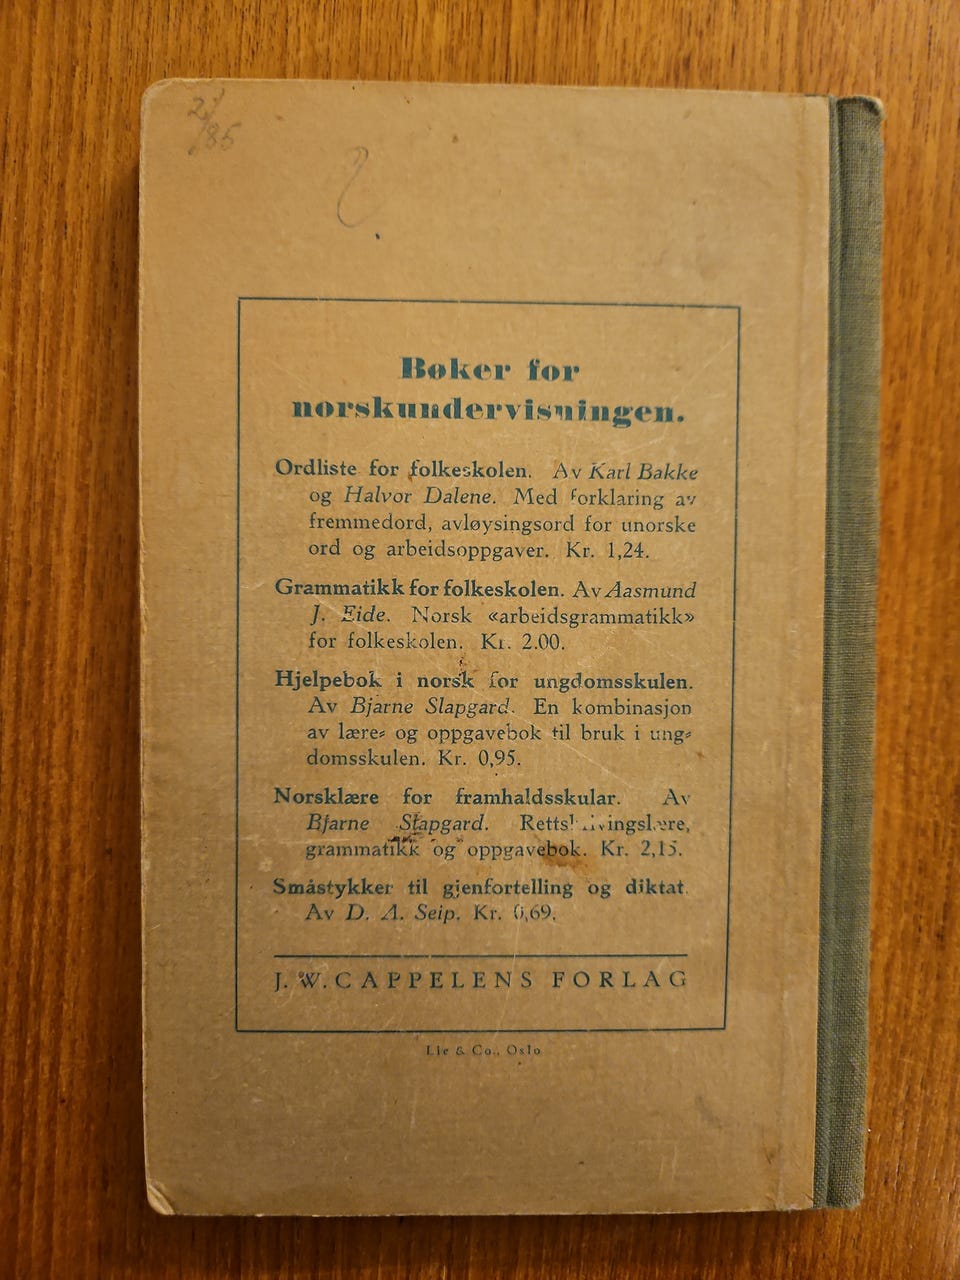 2
/85
Bøker for
norskundervisningen.
Ordliste for folkeskolen. Av Karl Bakke
og Halvor Dalene. Med forklaring av
fremmedord, avløysingsord for unorske
ord og arbeidsoppgaver. Kr. 1,24.
Grammatikk for folkeskolen. Av Aasmund
J. Eide. Norsk «arbeidsgrammatikk»
for folkeskolen. Kr. 2.00.
Hjelpebok i norsk for ungdomsskulen.
Av Bjarne Slapgard. En kombinasjon
av lære- og oppgavebok til bruk i ung-
domsskulen. Kr. 0,95.
Norsklære for framhaldsskular. Av
Bjarne Slapgard. Rettskrivingslære,
grammatikk og oppgavebok. Kr. 2,15.
Småstykker til gjenfortelling og diktat
Av D. A. Seip. Kr. 0,69.
J. W. CAPPELENS FORLAG
Lie & Co., Oslo